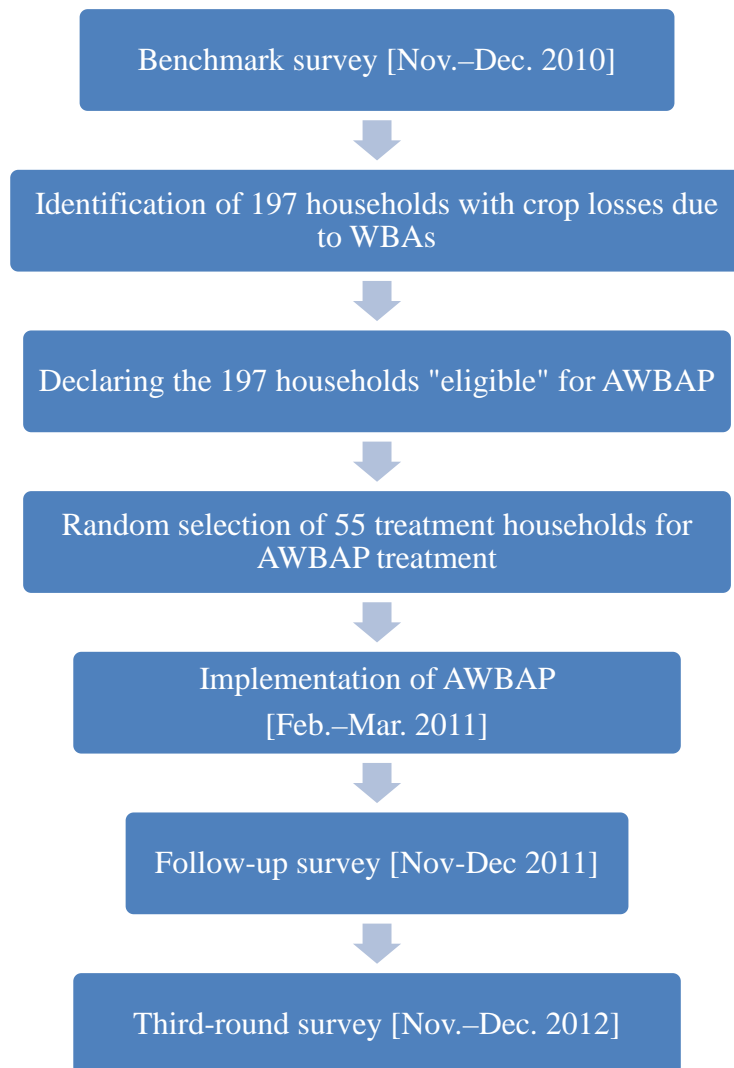 Benchmark survey [Nov.–Dec. 2010]
Identification of 197 households with crop losses due
to WBAs
Declaring the 197 households "eligible" for AWBAP
Random selection of 55 treatment households for
AWBAP treatment
Implementation of AWBAP
[Feb.–Mar. 2011]
Follow-up survey [Nov-Dec 2011]
Third-round survey [Nov.–Dec. 2012]